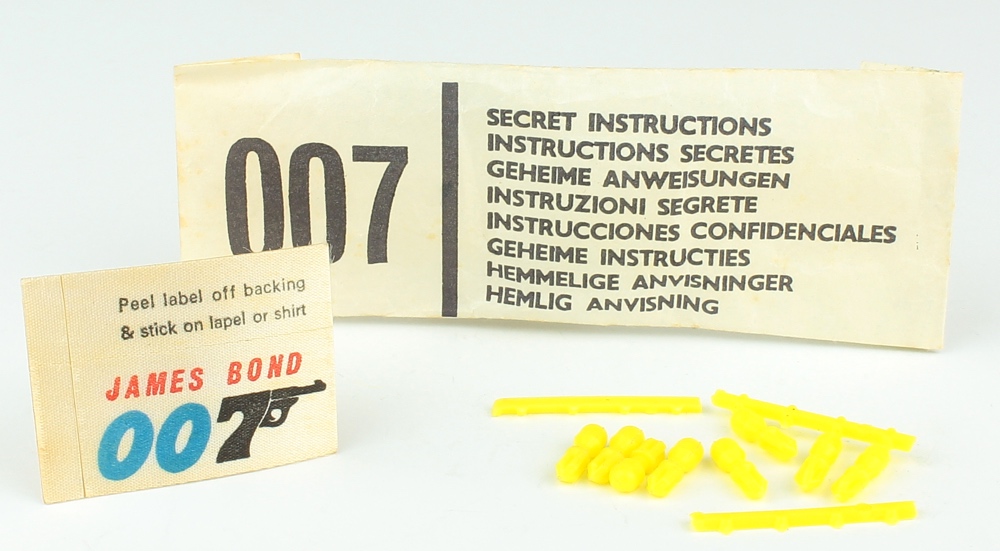 007
SECRET INSTRUCTIONS
INSTRUCTIONS SECRETES
GEHEIME ANWEISUNGEN
INSTRUZIONI SEGRETE
INSTRUCCIONES CONFIDENCIALES
GEHEIME INSTRUCTIES
HEMMELIGE ANVISNINGER
HEMLIG ANVISNING
Peel label off backing
& stick on lapel or shirt
JAMES BOND
007